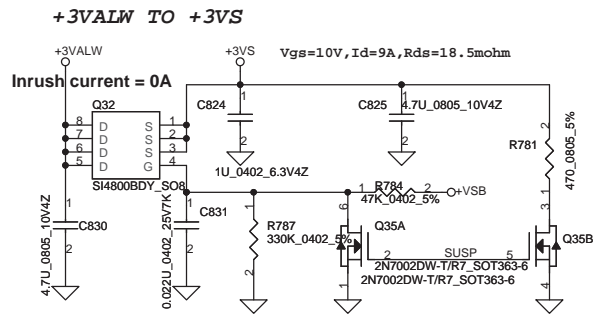 +3VALW TO +3VS
+3VALW
+3VS
Vgs=10V,Id=9A,Rds=18.5mohm
Inrush current = 0A
Q32
8 D S 1
7 D S 2
6 D S 3
5 D G 4
SI4800BDY_SO8
1
C824
2
1U_0402_6.3V4Z
1
C825
2
4.7U_0805_10V4Z
2
R781
1
470_0805_5%
1
C830
2
4.7U_0805_10V4Z
1
C831
2
0.022U_0402_25V7K
1
R787
2
330K_0402_5%
1 R784 2
47K_0402_5%
+VSB
6
Q35A
2
1
SUSP
3
5
Q35B
4
2N7002DW-T/R7_SOT363-6
2N7002DW-T/R7_SOT363-6